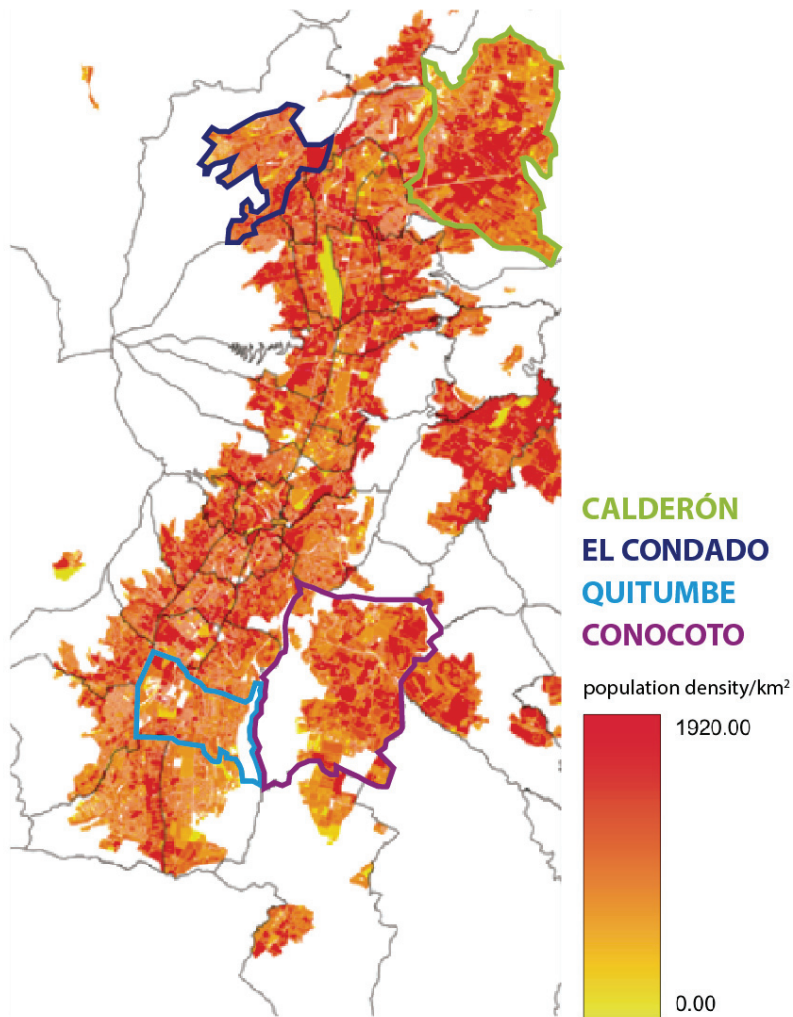 CALDERÓN
EL CONDADO
QUITUMBE
CONOCOTO
population density/km²
1920.00
0.00